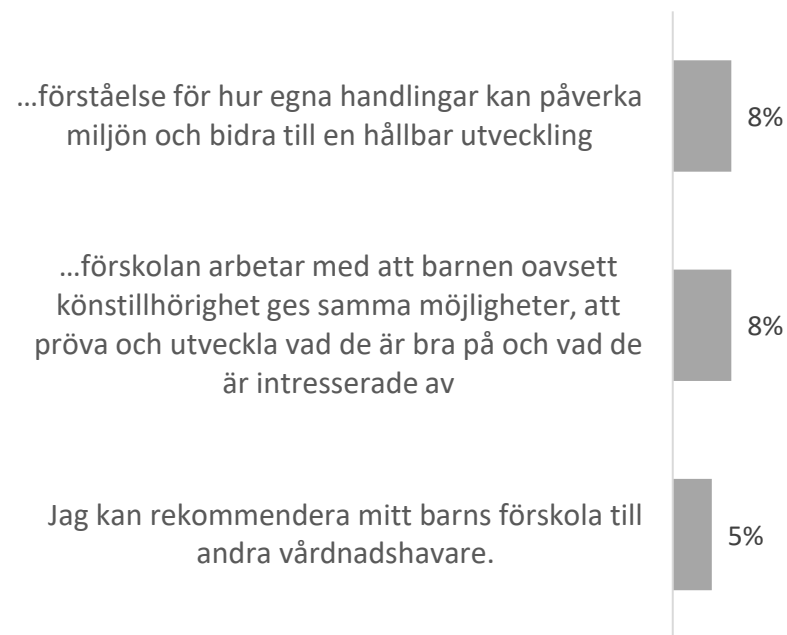 ...förståelse för hur egna handlingar kan påverka
miljön och bidra till en hållbar utveckling
8%
...förskolan arbetar med att barnen oavsett
könstillhörighet ges samma möjligheter, att
pröva och utveckla vad de är bra på och vad de
är intresserade av
8%
Jag kan rekommendera mitt barns förskola till
andra vårdnadshavare.
5%